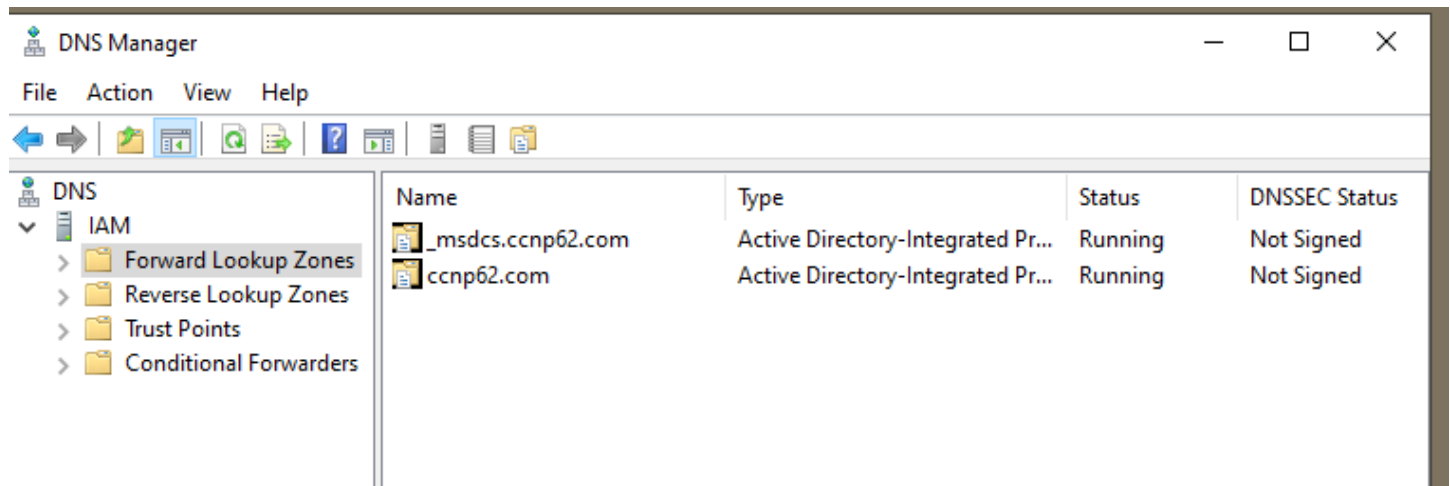 DNS Manager
File Action View Help
DNS
IAM
Forward Lookup Zones
Reverse Lookup Zones
Trust Points
Conditional Forwarders
Name Type Status DNSSEC Status
_msdcs.ccnp62.com Active Directory-Integrated Pr... Running Not Signed
ccnp62.com Active Directory-Integrated Pr... Running Not Signed